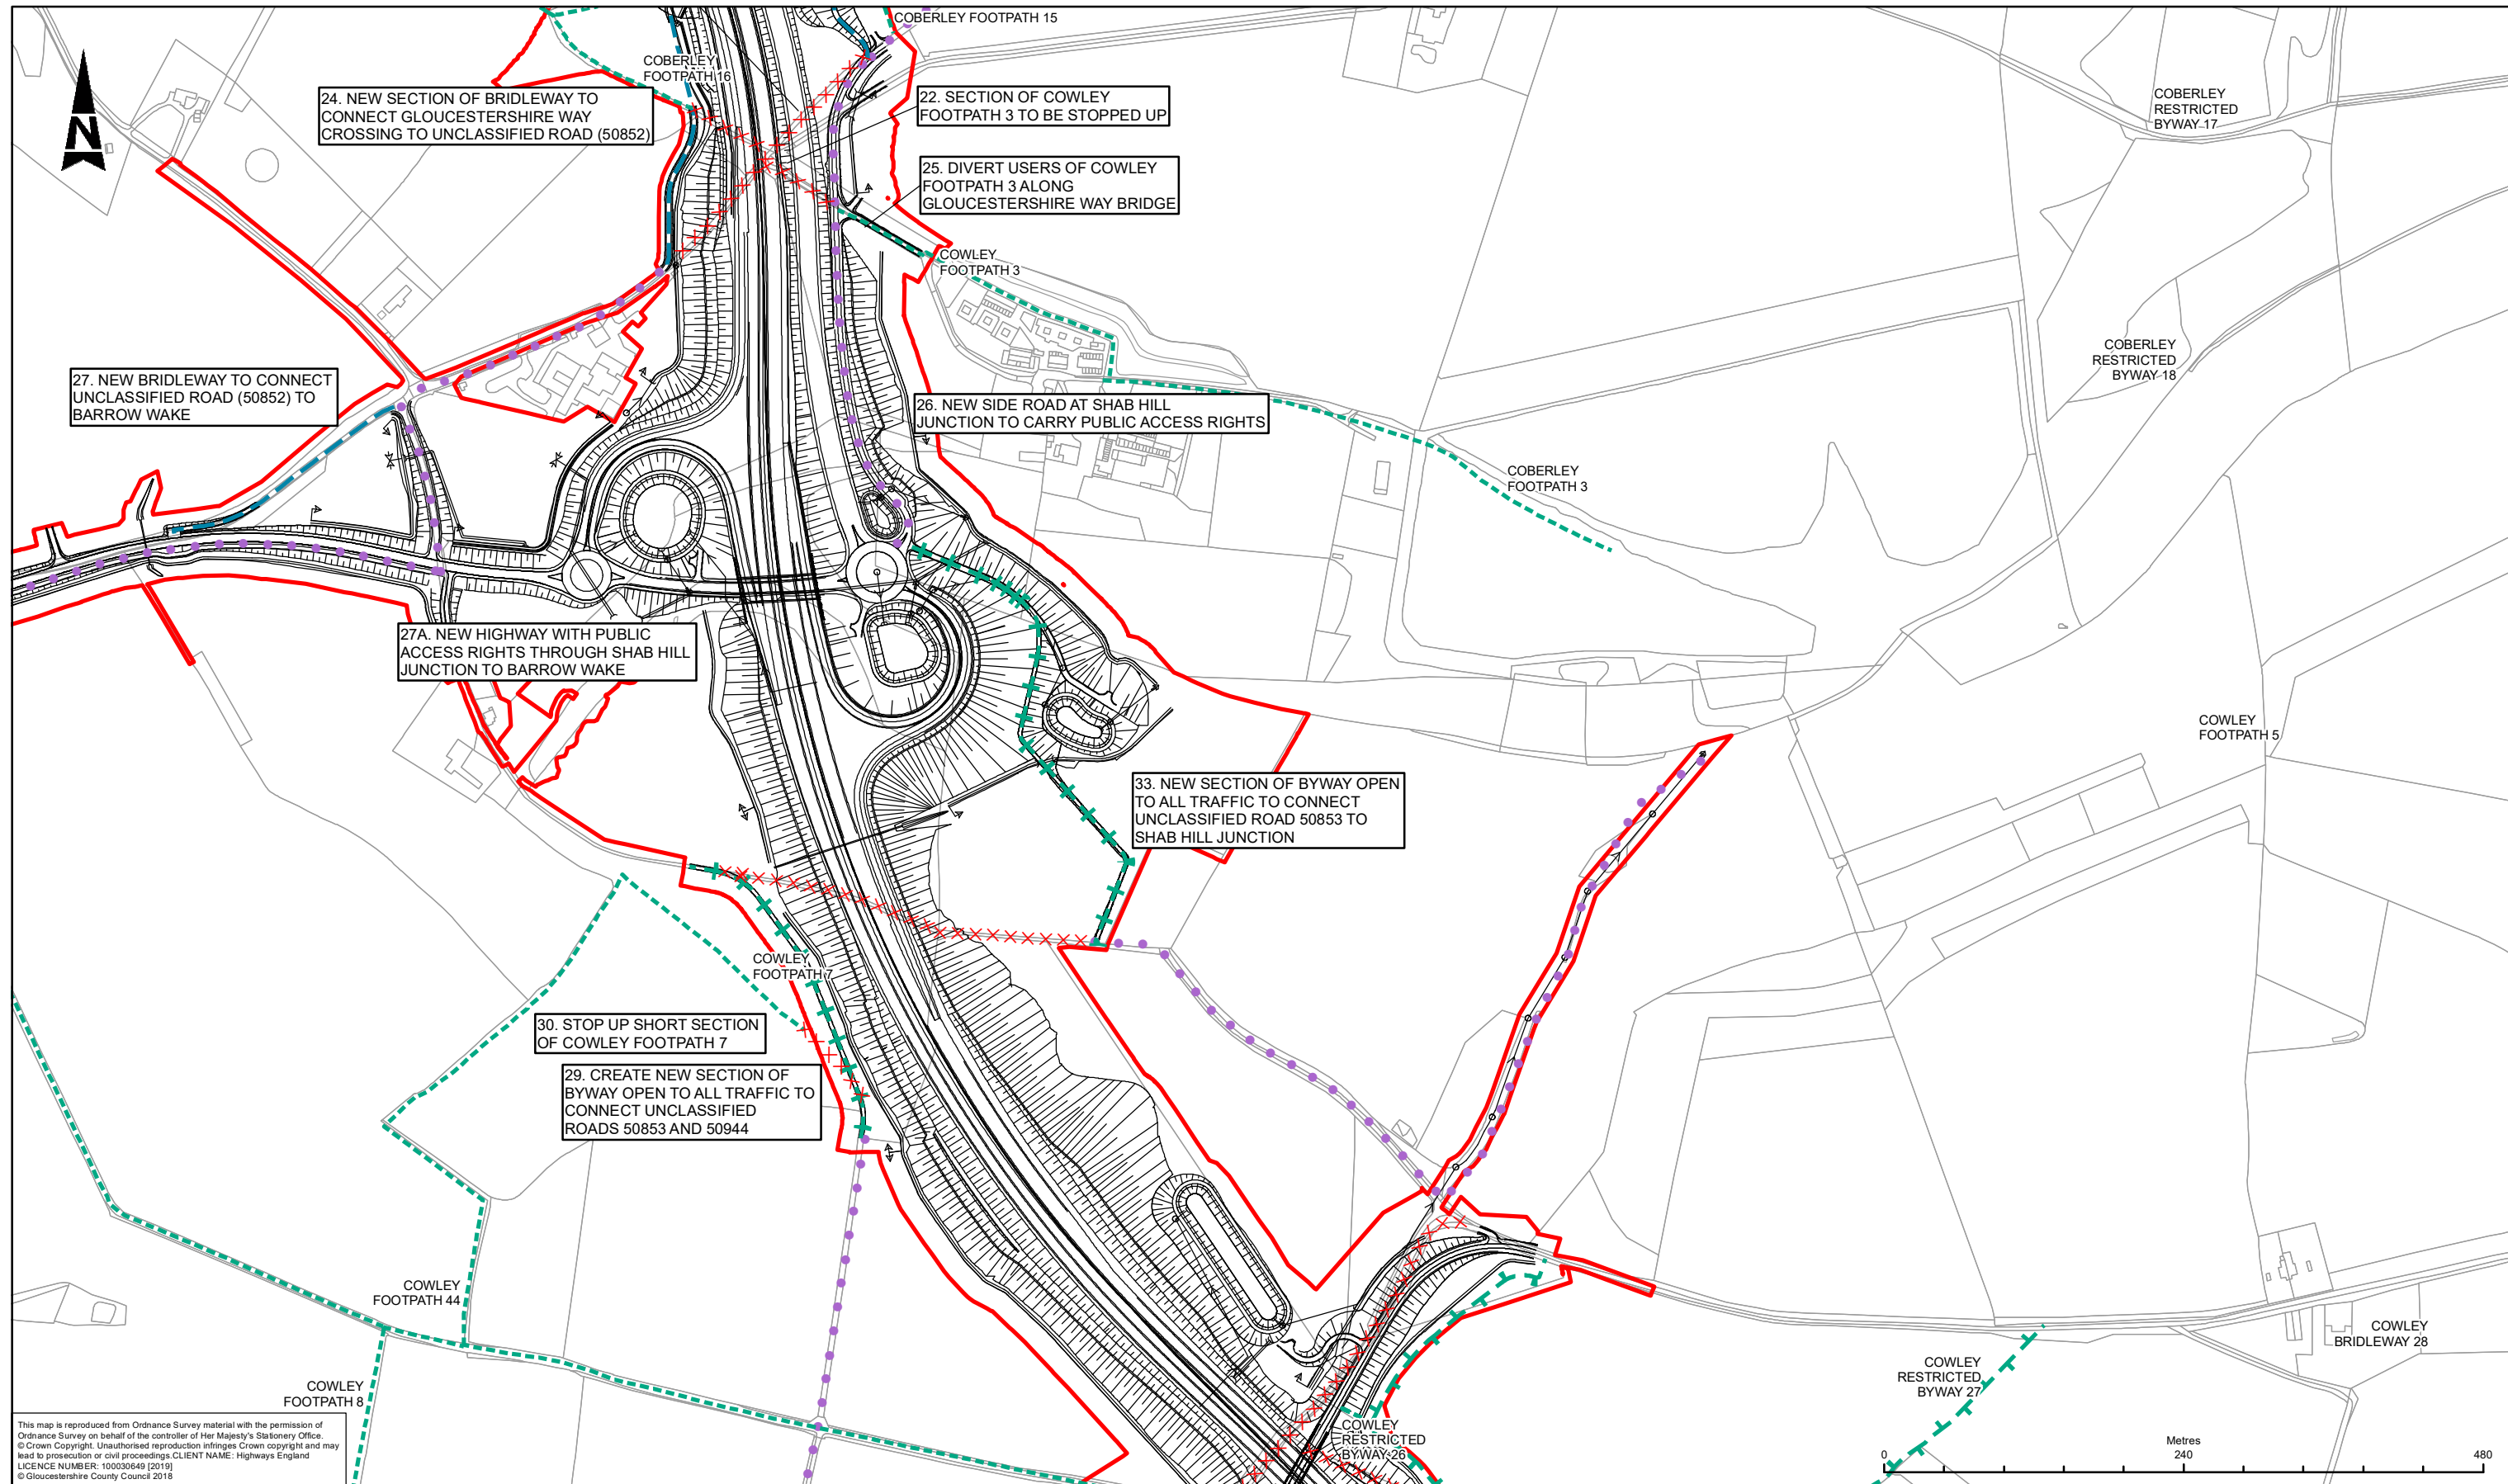 COBERLEY FOOTPATH 15
COBERLEY
FOOTPATH 16
N
24. NEW SECTION OF BRIDLEWAY TO
CONNECT GLOUCESTERSHIRE WAY
CROSSING TO UNCLASSIFIED ROAD (50852)
22. SECTION OF COWLEY
FOOTPATH 3 TO BE STOPPED UP
COBERLEY
RESTRICTED
BYWAY 17
25. DIVERT USERS OF COWLEY
FOOTPATH 3 ALONG
GLOUCESTERSHIRE WAY BRIDGE
COWLEY
FOOTPATH 3
COBERLEY
RESTRICTED
BYWAY 18
27. NEW BRIDLEWAY TO CONNECT
UNCLASSIFIED ROAD (50852) TO
BARROW WAKE
26. NEW SIDE ROAD AT SHAB HILL
JUNCTION TO CARRY PUBLIC ACCESS RIGHTS
COBERLEY
FOOTPATH 3
27A. NEW HIGHWAY WITH PUBLIC
ACCESS RIGHTS THROUGH SHAB HILL
JUNCTION TO BARROW WAKE
COWLEY
FOOTPATH 5
33. NEW SECTION OF BYWAY OPEN
TO ALL TRAFFIC TO CONNECT
UNCLASSIFIED ROAD 50853 TO
SHAB HILL JUNCTION
COWLEY
FOOTPATH 7
30. STOP UP SHORT SECTION
OF COWLEY FOOTPATH 7
29. CREATE NEW SECTION OF
BYWAY OPEN TO ALL TRAFFIC TO
CONNECT UNCLASSIFIED
ROADS 50853 AND 50944
COWLEY
FOOTPATH 44
COWLEY
BRIDLEWAY 28
COWLEY
RESTRICTED
BYWAY 27
COWLEY
FOOTPATH 8
COWLEY
RESTRICTED
BYWAY 26
Metres
0 240 480
This map is reproduced from Ordnance Survey material with the permission of
Ordnance Survey on behalf of the controller of Her Majesty's Stationery Office.
© Crown Copyright. Unauthorised reproduction infringes Crown copyright and may
lead to prosecution or civil proceedings.CLIENT NAME: Highways England
LICENCE NUMBER: 100030649 [2019]
© Gloucestershire County Council 2018